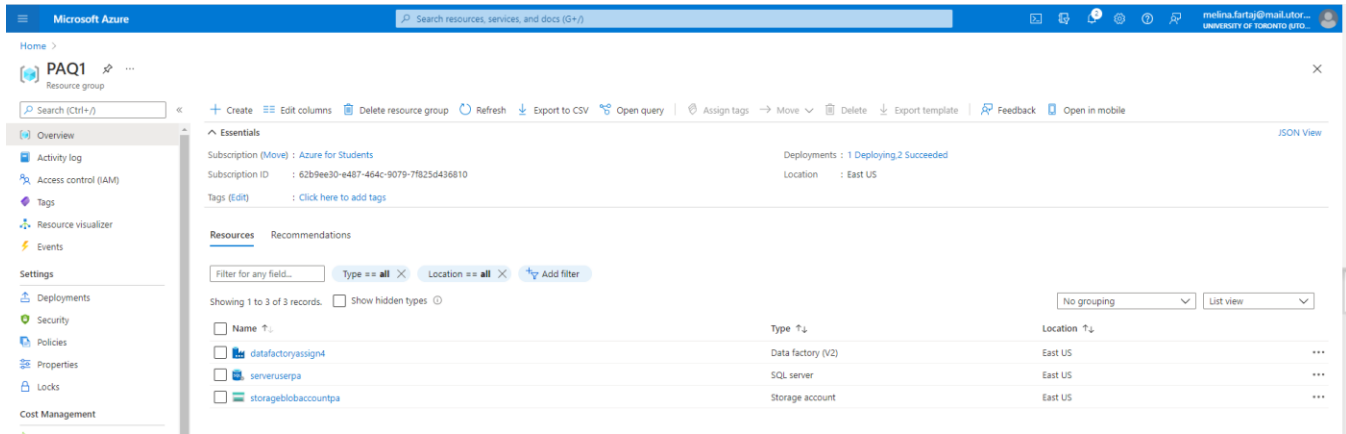 Microsoft Azure
Search resources, services, and docs (G+/)
melina.fartaj@mail.utor...
UNIVERSITY OF TORONTO (UTO...
Home >
PAQ1
Resource group
Search (Ctrl+/)
Create Edit columns Delete resource group Refresh Export to CSV Open query Assign tags Move Delete Export template Feedback Open in mobile
Overview
Activity log
Access control (IAM)
Tags
Resource visualizer
Events
Settings
Deployments
Security
Policies
Properties
Locks
Cost Management
Essentials
JSON View
Subscription (Move) : Azure for Students
Deployments : 1 Deploying,2 Succeeded
Subscription ID : 62b9ee30-e487-464c-9079-7f825d436810
Location : East US
Tags (Edit) : Click here to add tags
Resources Recommendations
Filter for any field... Type == all Location == all Add filter
Showing 1 to 3 of 3 records. Show hidden types No grouping List view
Name Type Location
datafactoryassign4 Data factory (V2) East US
serveruserpa SQL server East US
storageblobaccountpa Storage account East US